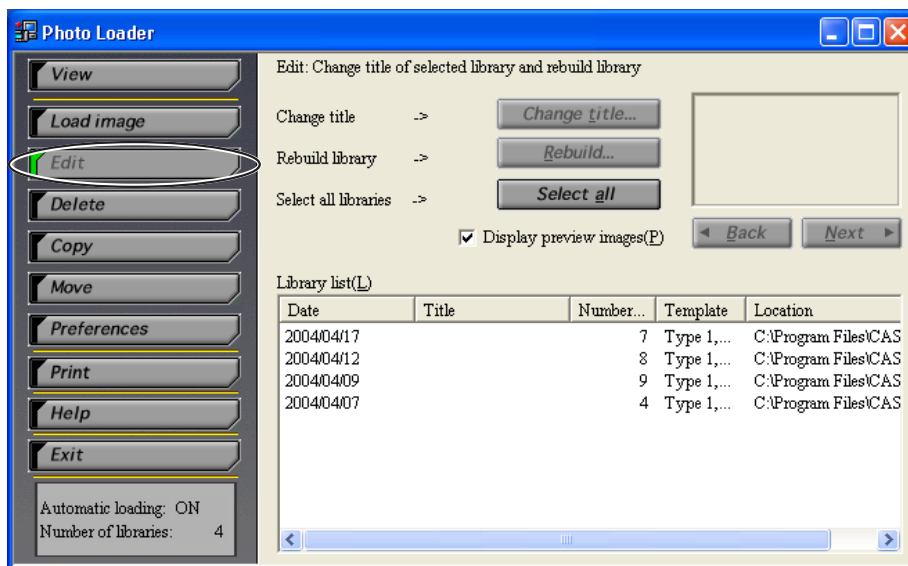 Photo Loader
View
Load image
Edit
Delete
Copy
Move
Preferences
Print
Help
Exit
Automatic loading: ON
Number of libraries: 4
Edit: Change title of selected library and rebuild library
Change title -> Change title...
Rebuild library -> Rebuild...
Select all libraries -> Select all
Display preview images(P)
Back Next
Library list(L)
Date Title Number... Template Location
2004/04/17 7 Type 1,... C:\Program Files\CAS
2004/04/12 8 Type 1,... C:\Program Files\CAS
2004/04/09 9 Type 1,... C:\Program Files\CAS
2004/04/07 4 Type 1,... C:\Program Files\CAS